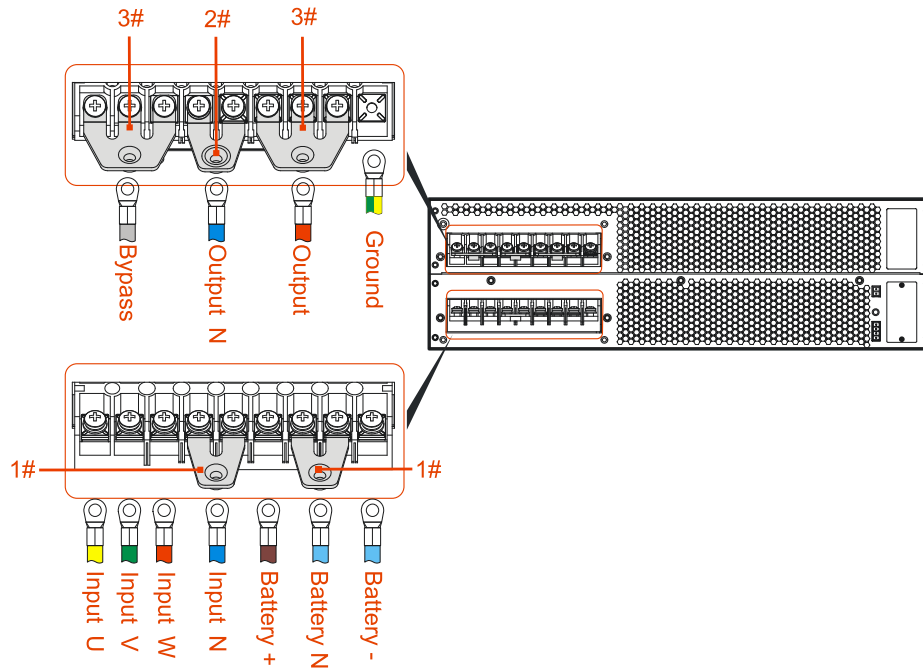 3#
2#
3#
Bypass
Output N
Output
Ground
1#
1#
Input U
Input V
Input W
Input N
Battery +
Battery N
Battery -